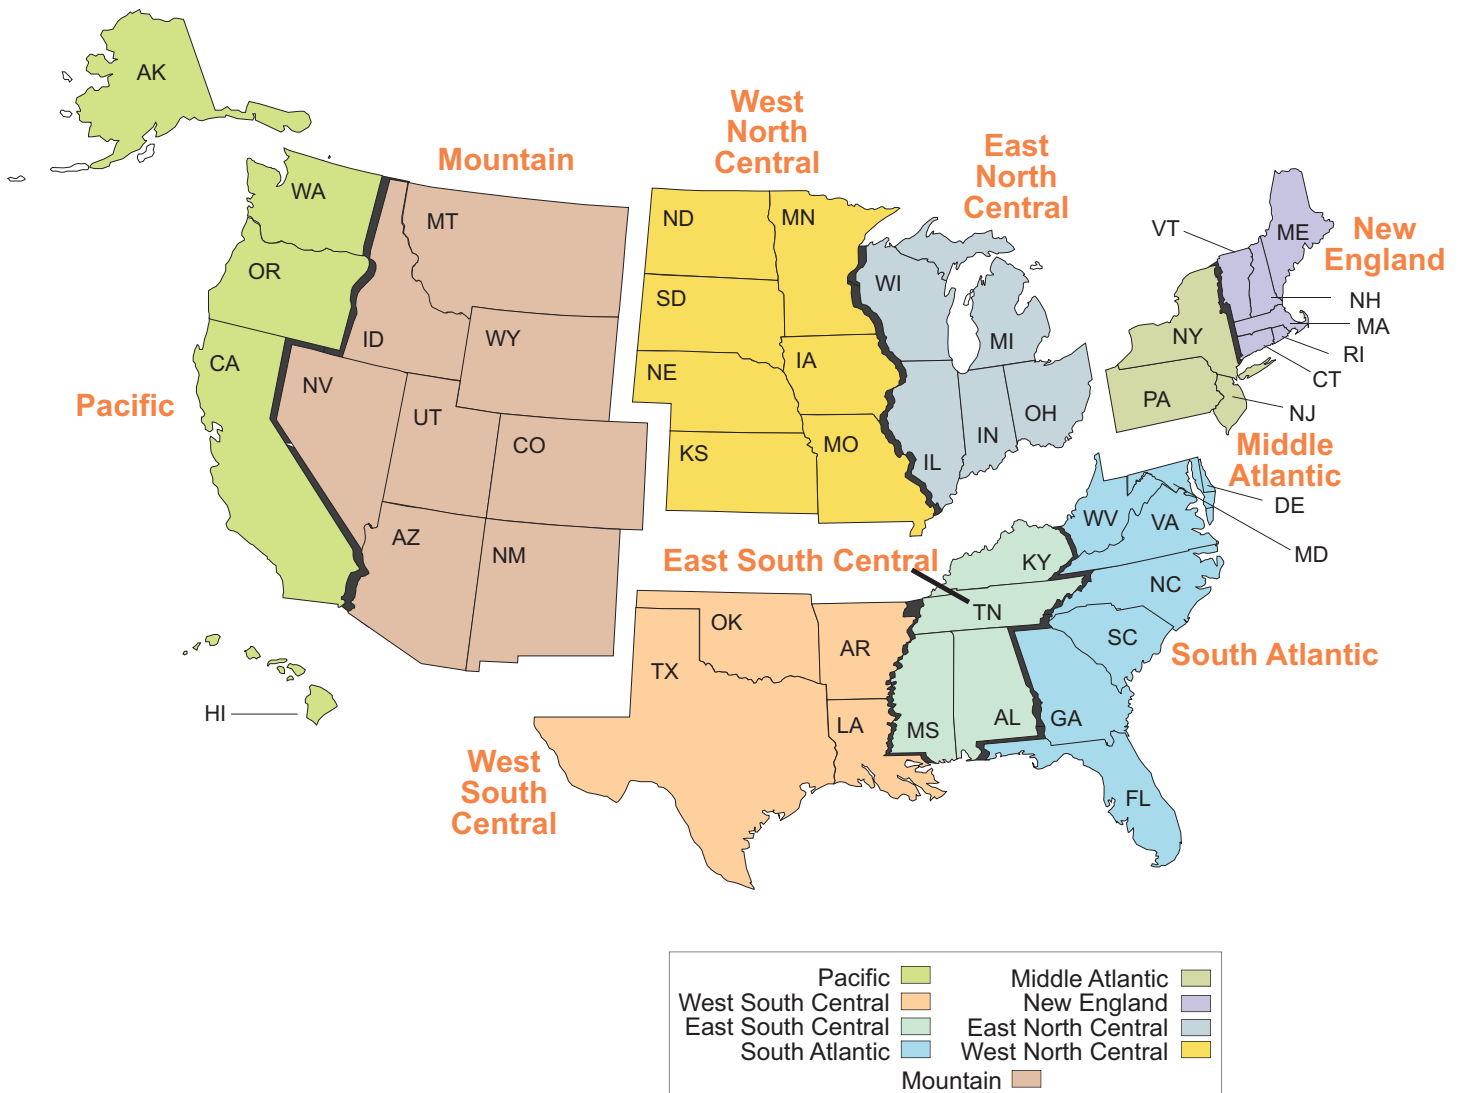 AK
West
North
Central
East
North
Central
Mountain
WA
MT
ND
MN
VT
ME
New
England
OR
SD
WI
NH
MA
ID
WY
MI
NY
RI
CA
NV
NE
IA
CT
Pacific
UT
PA
NJ
CO
KS
MO
IL
IN
OH
Middle
Atlantic
DE
AZ
NM
WV
VA
MD
East South Central
KY
NC
TN
OK
AR
SC
South Atlantic
TX
HI
LA
MS
AL
GA
West
South
Central
FL
Pacific
Middle Atlantic
West South Central
New England
East South Central
East North Central
South Atlantic
West North Central
Mountain